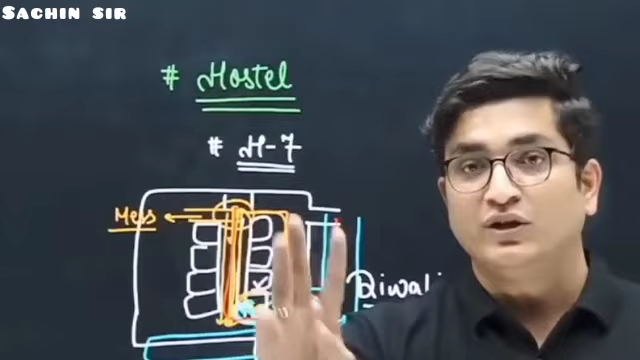 SACHIN SIR
# Hostel
# H-7
Mess
Diwali